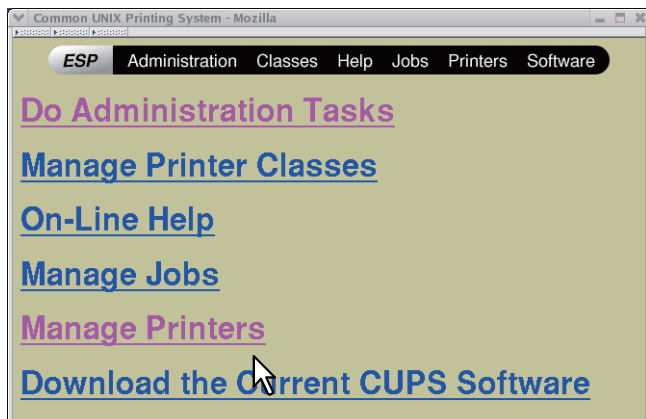 Common UNIX Printing System - Mozilla
ESP Administration Classes Help Jobs Printers Software
Do Administration Tasks
Manage Printer Classes
On-Line Help
Manage Jobs
Manage Printers
Download the Current CUPS Software